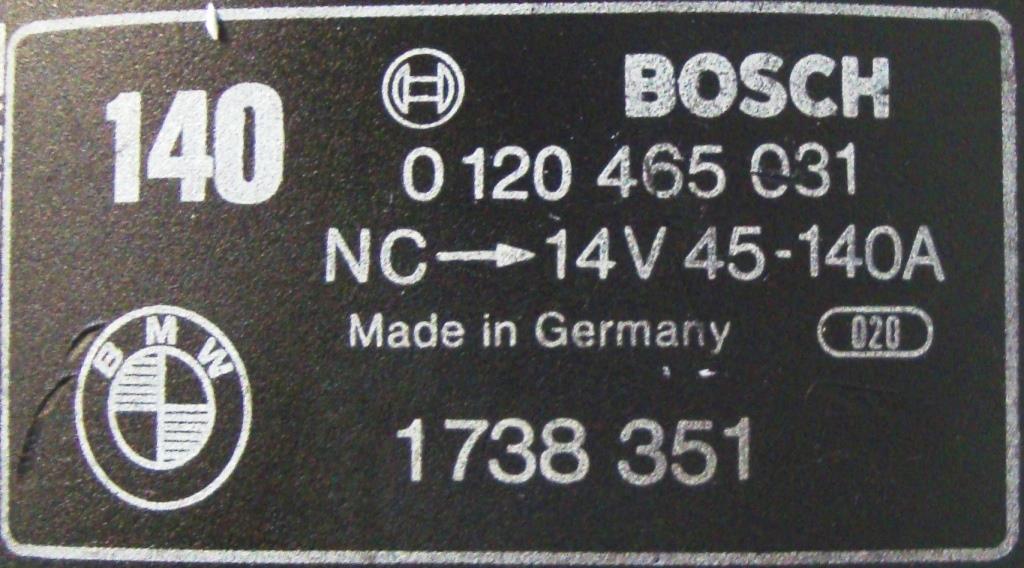 140
BOSCH
0 120 465 031
NC→14V 45-140A
Made in Germany
020
BMW
1738 351